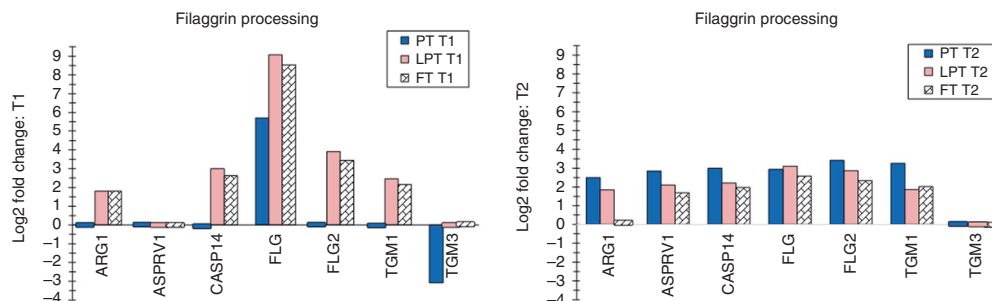 Filaggrin processing
Log2 fold change: T1
9
8
7
6
5
4
3
2
1
0
−1
−2
−3
−4
PT T1
LPT T1
FT T1
ARG1
ASPRV1
CASP14
FLG
FLG2
TGM1
TGM3
Filaggrin processing
Log2 fold change: T2
9
8
7
6
5
4
3
2
1
0
−1
−2
−3
−4
PT T2
LPT T2
FT T2
ARG1
ASPRV1
CASP14
FLG
FLG2
TGM1
TGM3